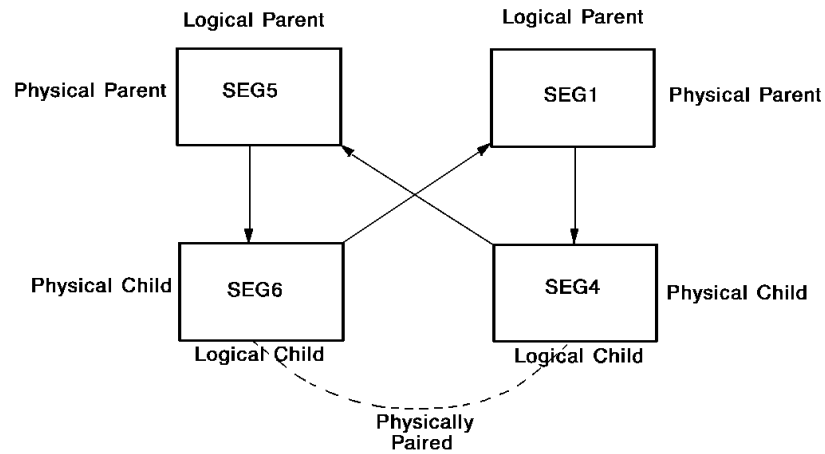 Logical Parent
Logical Parent
Physical Parent
SEG5
SEG1
Physical Parent
Physical Child
SEG6
SEG4
Physical Child
Logical Child
Logical Child
Physically
Paired